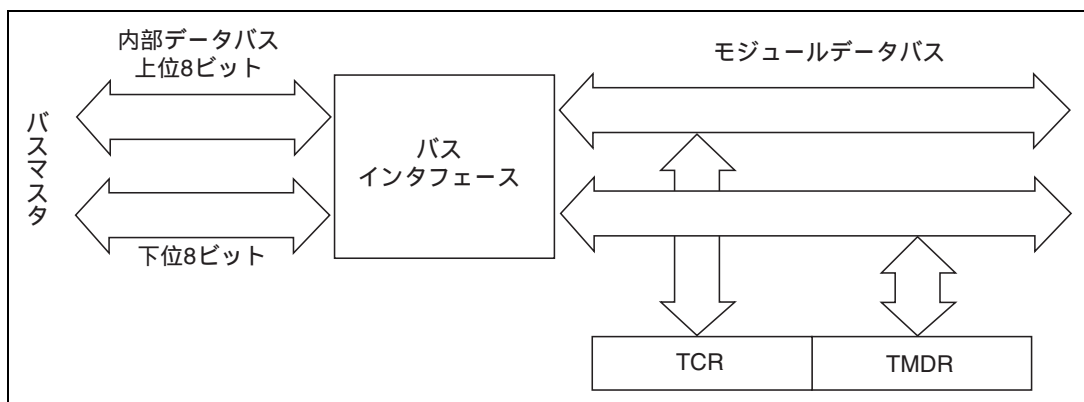 内部データバス
上位8ビット
モジュールデータバス
バスマスタ
バス
インタフェース
下位8ビット
TCR
TMDR